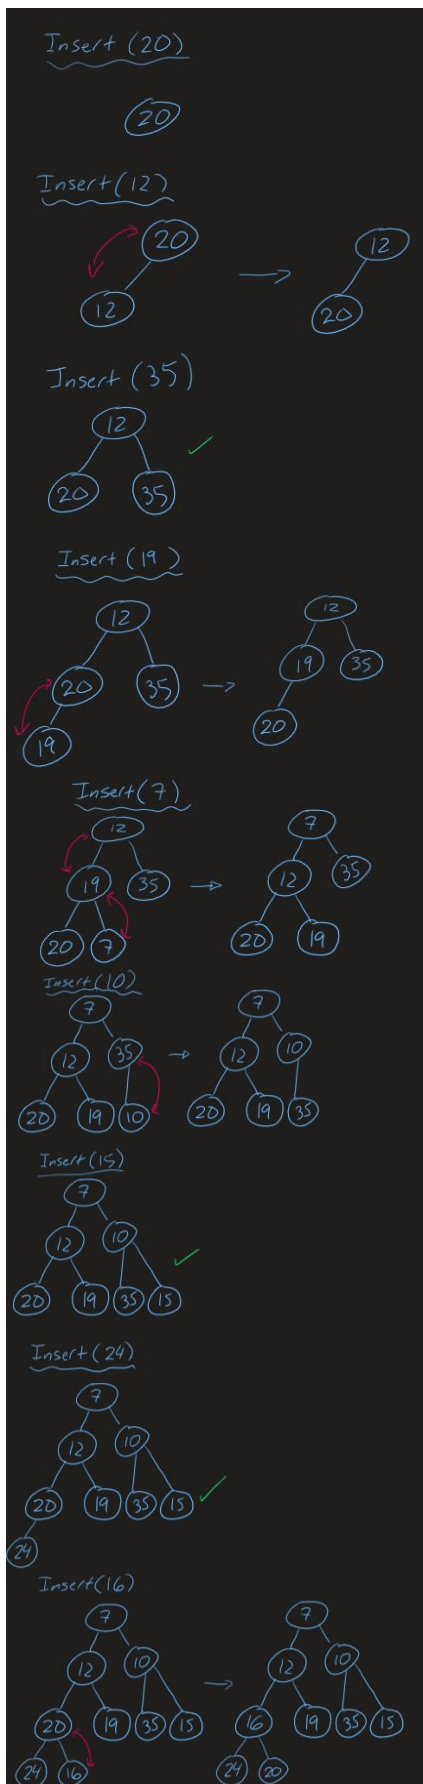 Insert (20)
20
Insert (12)
20
12
12
20
Insert (35)
12
20 35
Insert (19)
12
20 35
19
12
19 35
20
Insert (7)
12
19 35
20 7
7
12 35
20 19
Insert (10)
7
12 35
20 19 10
7
12 10
20 19 35
Insert (15)
7
12 10
20 19 35 15
Insert (24)
7
12 10
20 19 35 15
24
Insert (16)
7
12 10
20 19 35 15
24 16
7
12 10
16 19 35 15
24 20